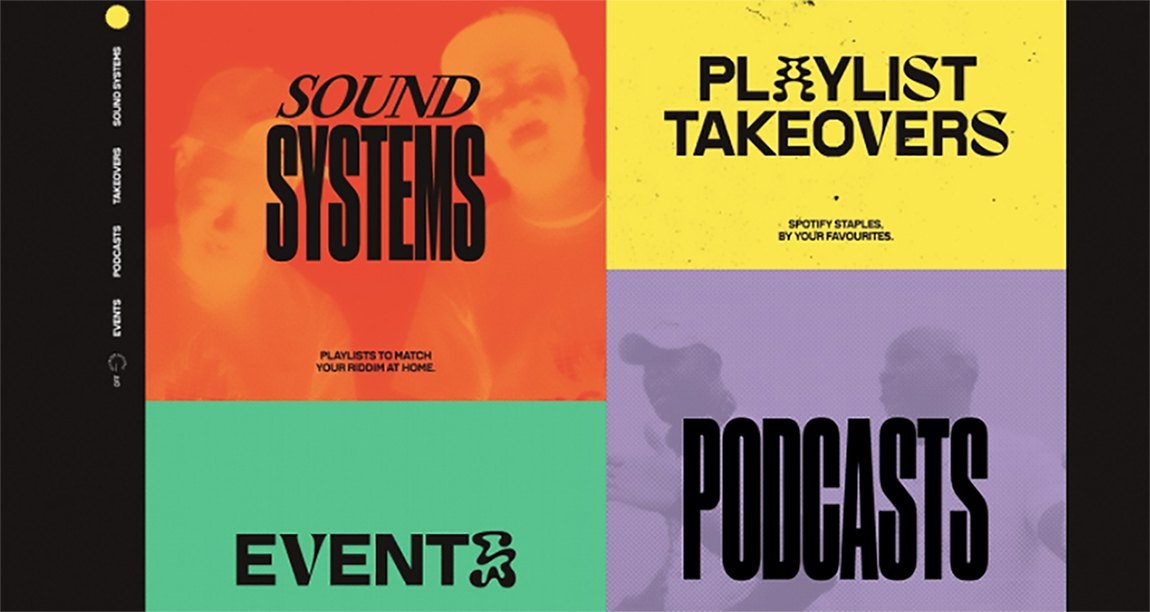 SOUND SYSTEMS
TAKEOVERS
PODCASTS
EVENTS
OFF
SOUND
SYSTEMS
PLAYLISTS TO MATCH
YOUR RIDDIM AT HOME.
PLAYLIST
TAKEOVERS
SPOTIFY STAPLES,
BY YOUR FAVOURITES.
EVENTS
PODCASTS